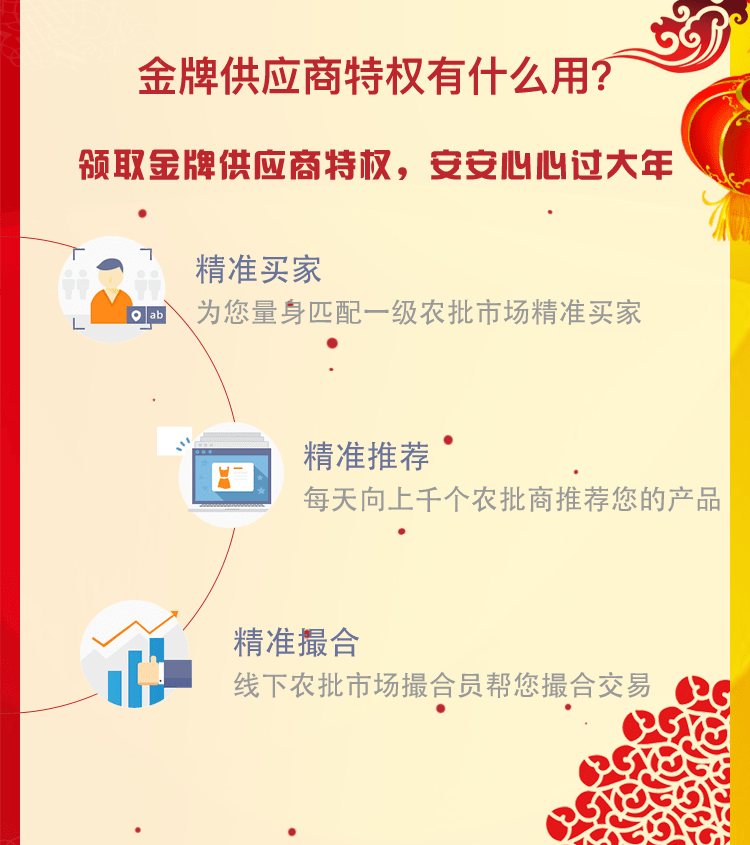 金牌供应商特权有什么用?
领取金牌供应商特权，安安心心过大年
精准买家
为您量身匹配一级农批市场精准买家
ab
精准推荐
每天向上千个农批商推荐您的产品
精准撮合
线下农批市场撮合员帮您撮合交易